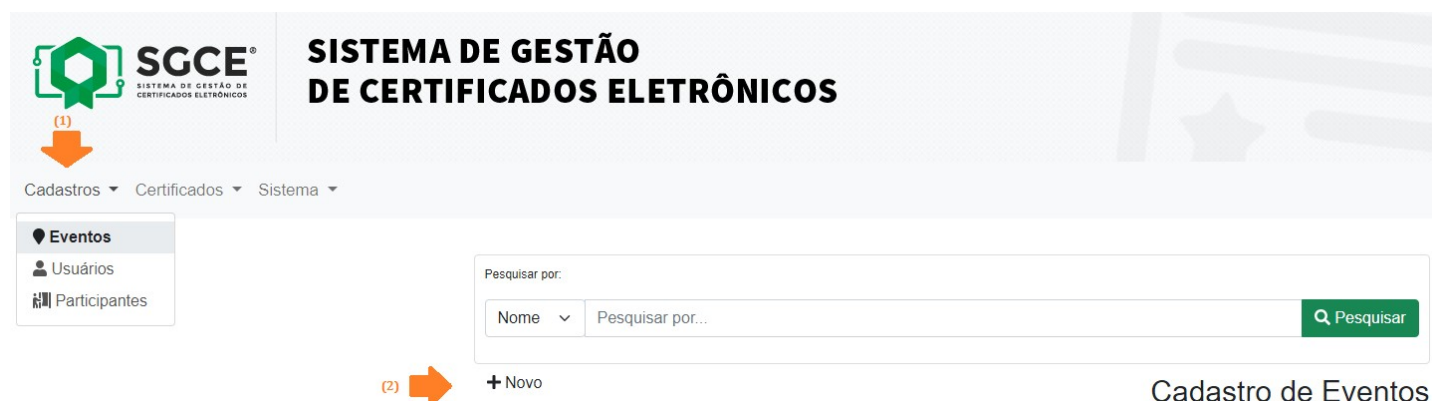 SGCE®
SISTEMA DE GESTÃO DE
CERTIFICADOS ELETRÔNICOS
SISTEMA DE GESTÃO
DE CERTIFICADOS ELETRÔNICOS
(1)
Cadastros Certificados Sistema
Eventos
Usuários
Participantes
Pesquisar por:
Nome Pesquisar por... Pesquisar
(2) + Novo
Cadastro de Eventos